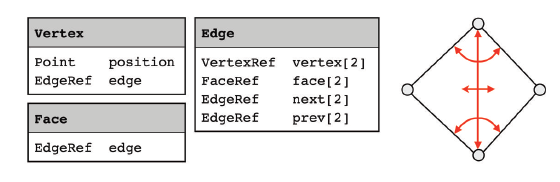 Vertex
Point position
EdgeRef edge
Face
EdgeRef edge
Edge
VertexRef vertex[2]
FaceRef face[2]
EdgeRef next[2]
EdgeRef prev[2]